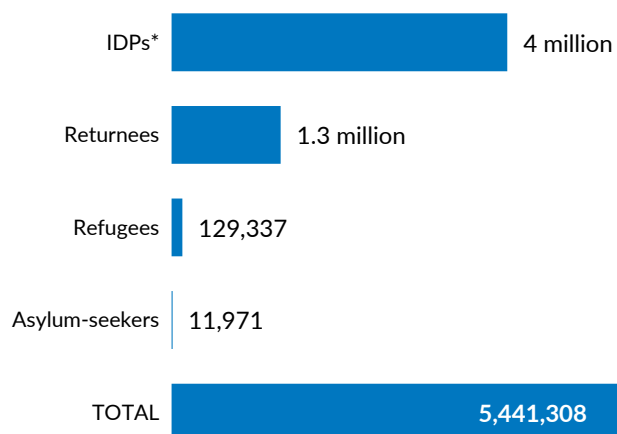 IDPs* 4 million
Returnees 1.3 million
Refugees 129,337
Asylum-seekers 11,971
TOTAL 5,441,308